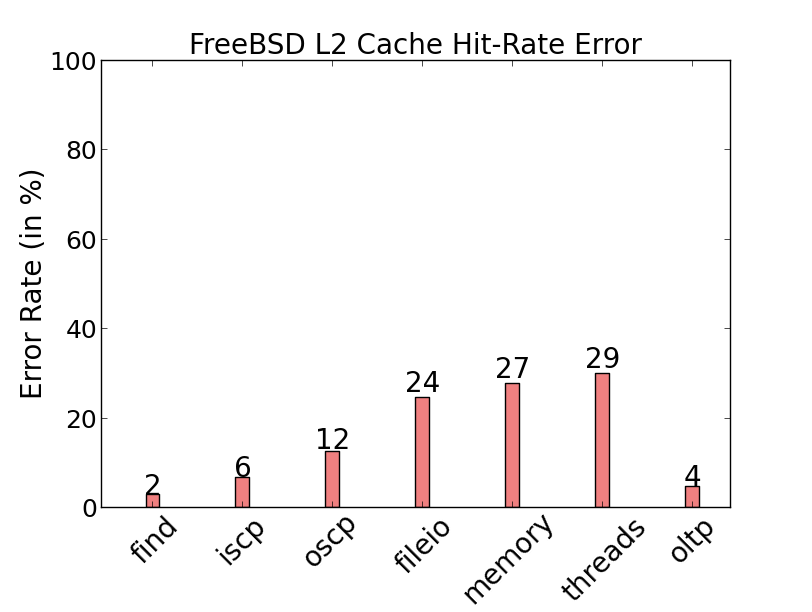 FreeBSD L2 Cache Hit-Rate Error
Error Rate (in %)
100
80
60
40
20
0
2
6
12
24
27
29
4
find
iscp
oscp
fileio
memory
threads
oltp